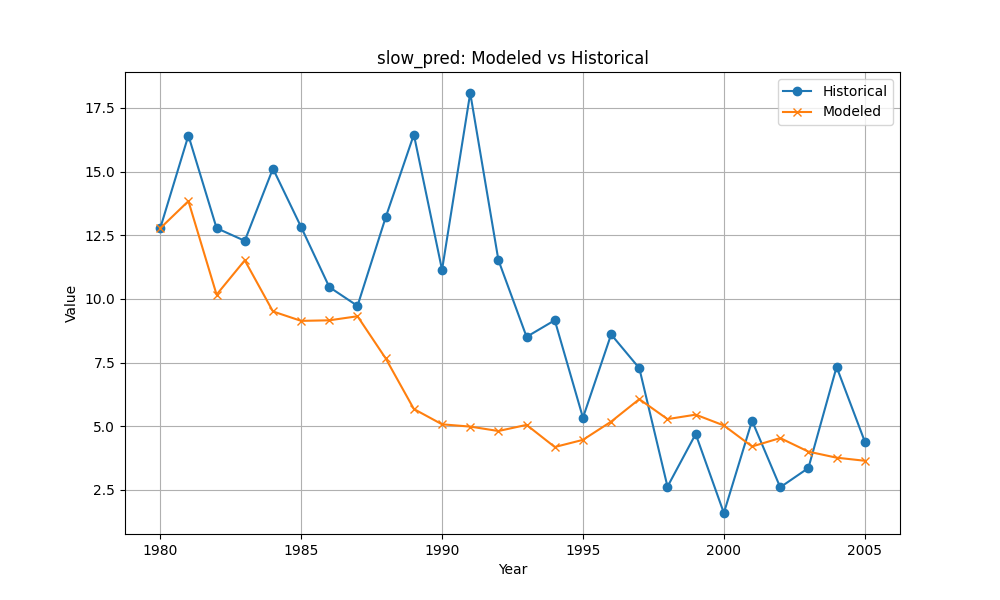 slow_pred: Modeled vs Historical
Historical
Modeled
17.5
15.0
12.5
10.0
7.5
5.0
2.5
Value
1980
1985
1990
1995
2000
2005
Year